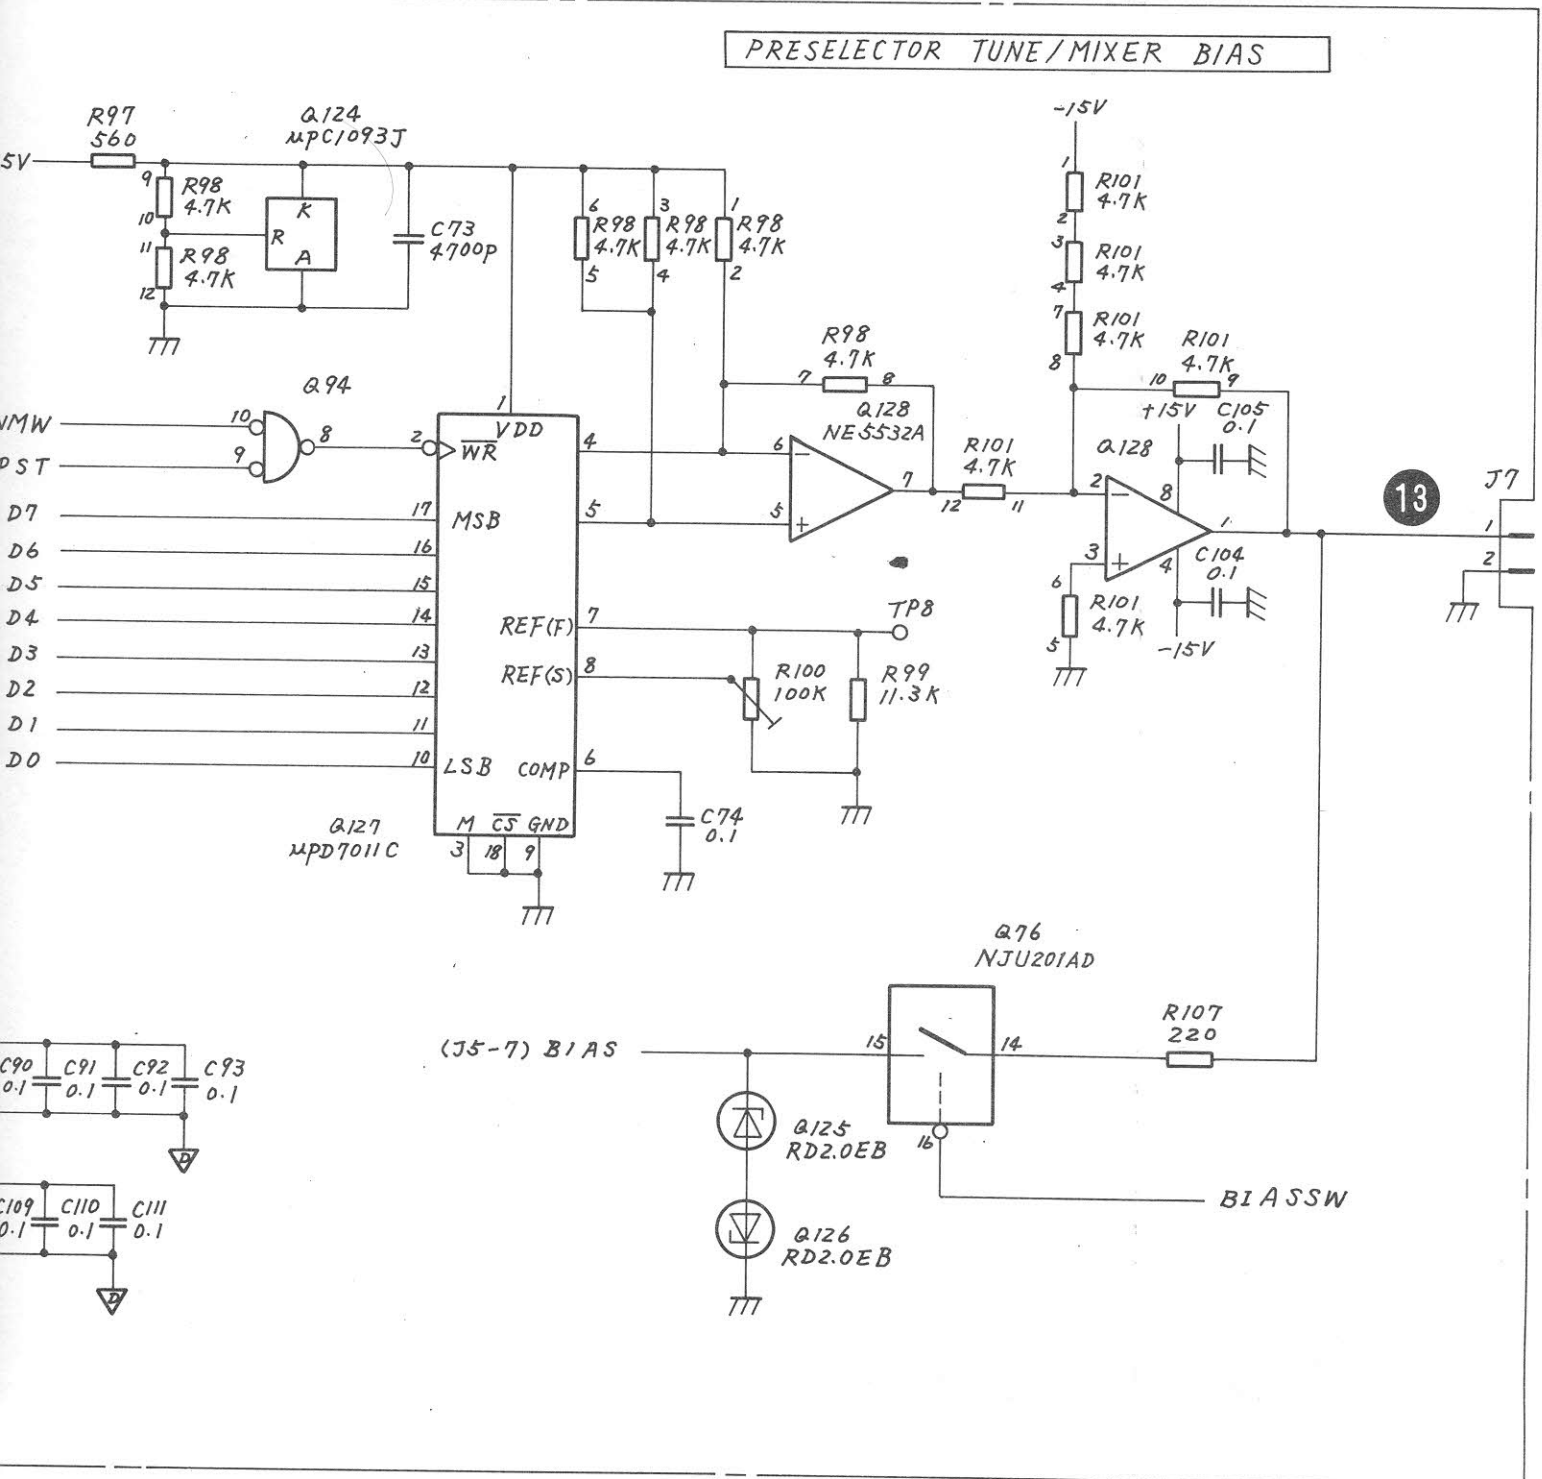 PRESELECTOR TUNE/MIXER BIAS
-15V
R97
560
Q124
µPC1093J
5V
9
R98
4.7K
10
11
R98
4.7K
12
K
R
A
C73
4700P
6
R98
4.7K
5
3
R98
4.7K
4
1
R98
4.7K
2
1
R101
4.7K
2
3
R101
4.7K
4
7
R101
4.7K
8
R98
4.7K
7
8
R101
4.7K
10
9
Q94
10
9
8
PST
2
WR
1
VDD
4
5
Q128
NE5532A
6
5
7
R101
4.7K
12
11
+15V
C105
0.1
Q128
2
3
8
1
4
C104
0.1
-15V
6
R101
4.7K
5
13
J7
1
2
D7
17
MSB
D6
16
D5
15
D4
14
D3
13
D2
12
D1
11
D0
10
LSB
REF(F)
7
TP8
REF(S)
8
R100
100K
R99
11.3K
COMP
6
C74
0.1
M
CS
GND
3
18
9
Q127
µPD7011C
Q76
NJU201AD
(J5-7) BIAS
15
14
16
R107
220
BIASSW
Q125
RD2.0EB
Q126
RD2.0EB
C90
0.1
C91
0.1
C92
0.1
C93
0.1
D
C109
0.1
C110
0.1
C111
0.1
D